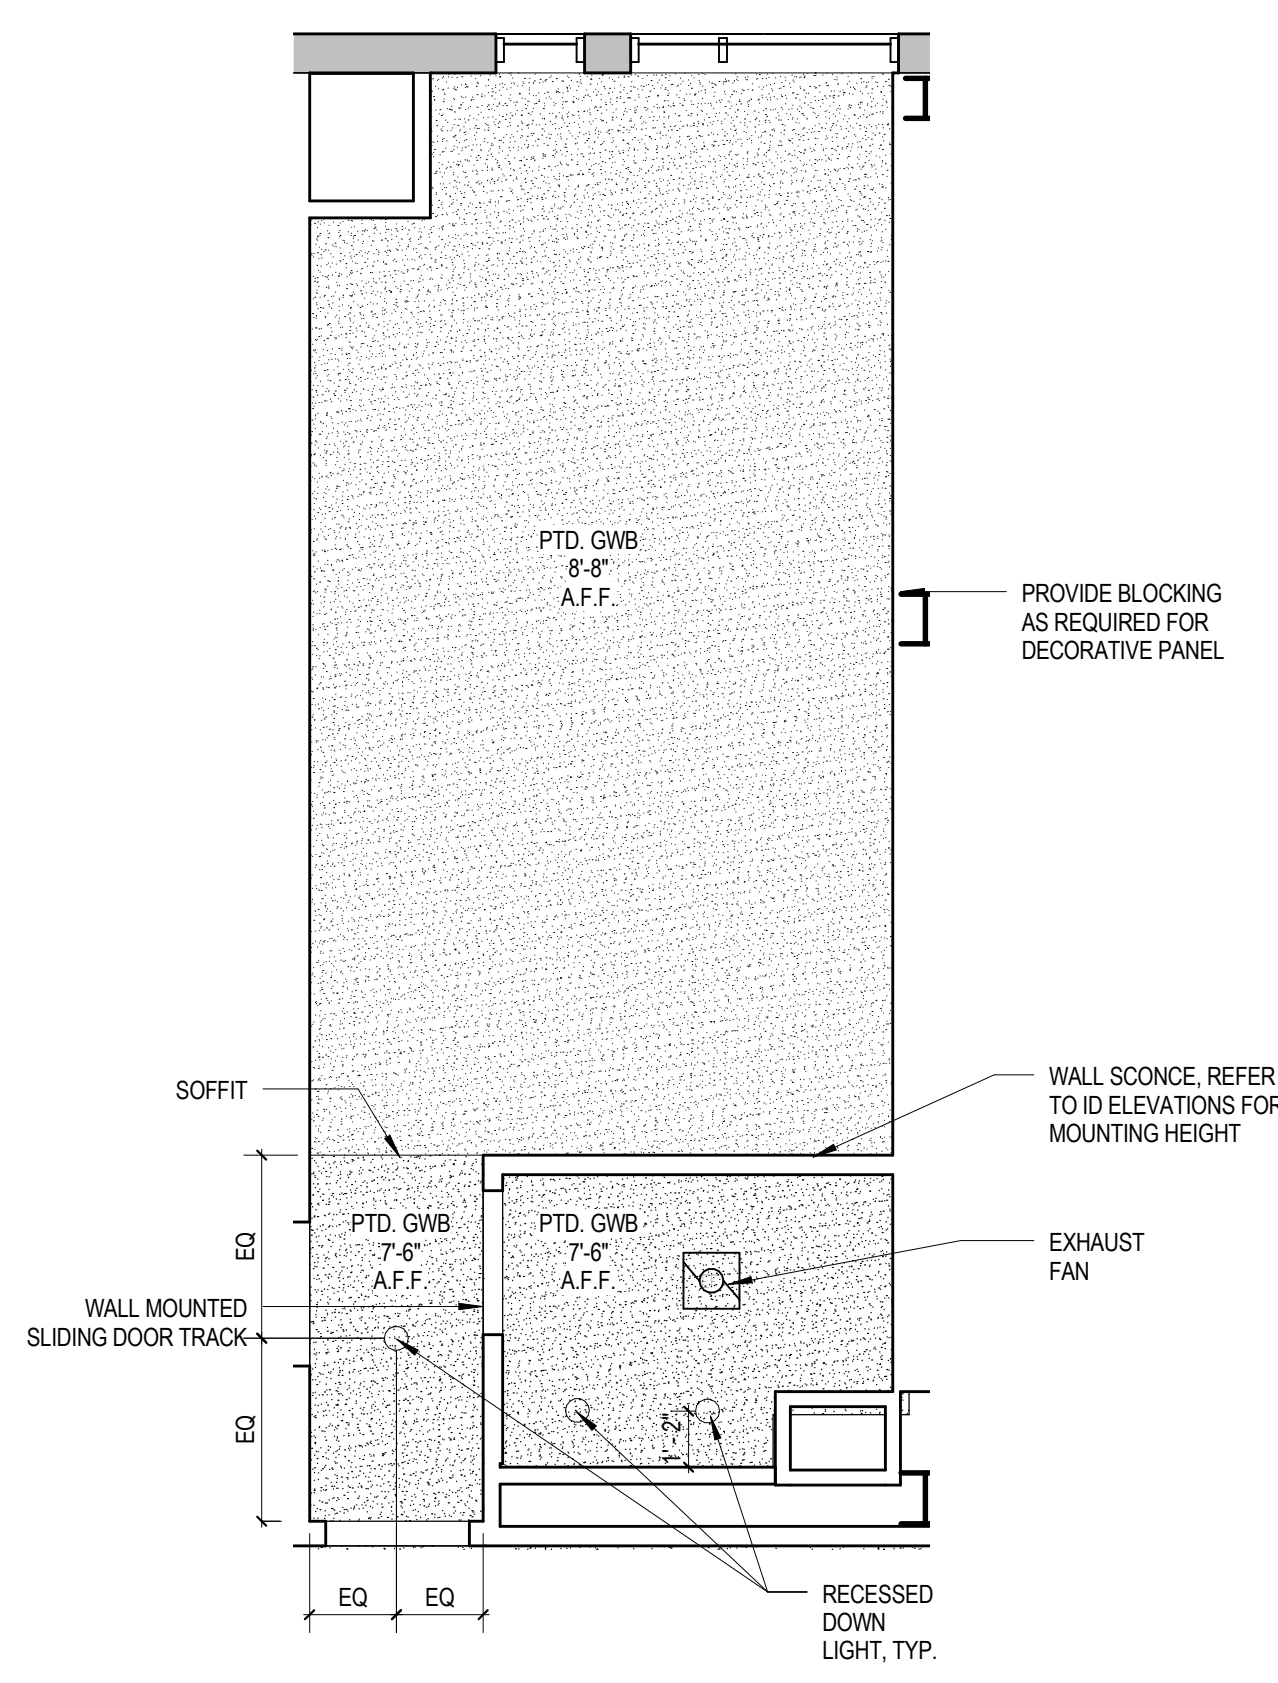 PTD. GWB
8'-8"
A.F.F.
PROVIDE BLOCKING
AS REQUIRED FOR
DECORATIVE PANEL
SOFFIT
WALL SCONCE, REFER
TO ID ELEVATIONS FOR
MOUNTING HEIGHT
PTD. GWB
7'-6"
A.F.F.
PTD. GWB
7'-6"
A.F.F.
EXHAUST
FAN
EQ
WALL MOUNTED
SLIDING DOOR TRACK
EQ
1'- 2"
EQ
EQ
RECESSED
DOWN
LIGHT, TYP.